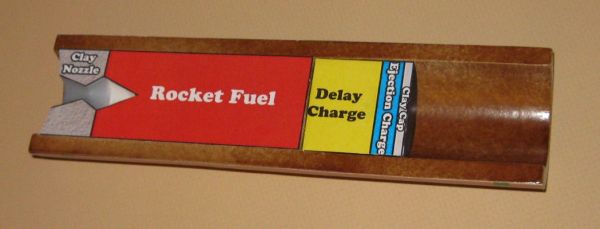 Clay
Nozzle
Rocket Fuel
Delay
Charge
Ejection Charge
Clay(Cap)